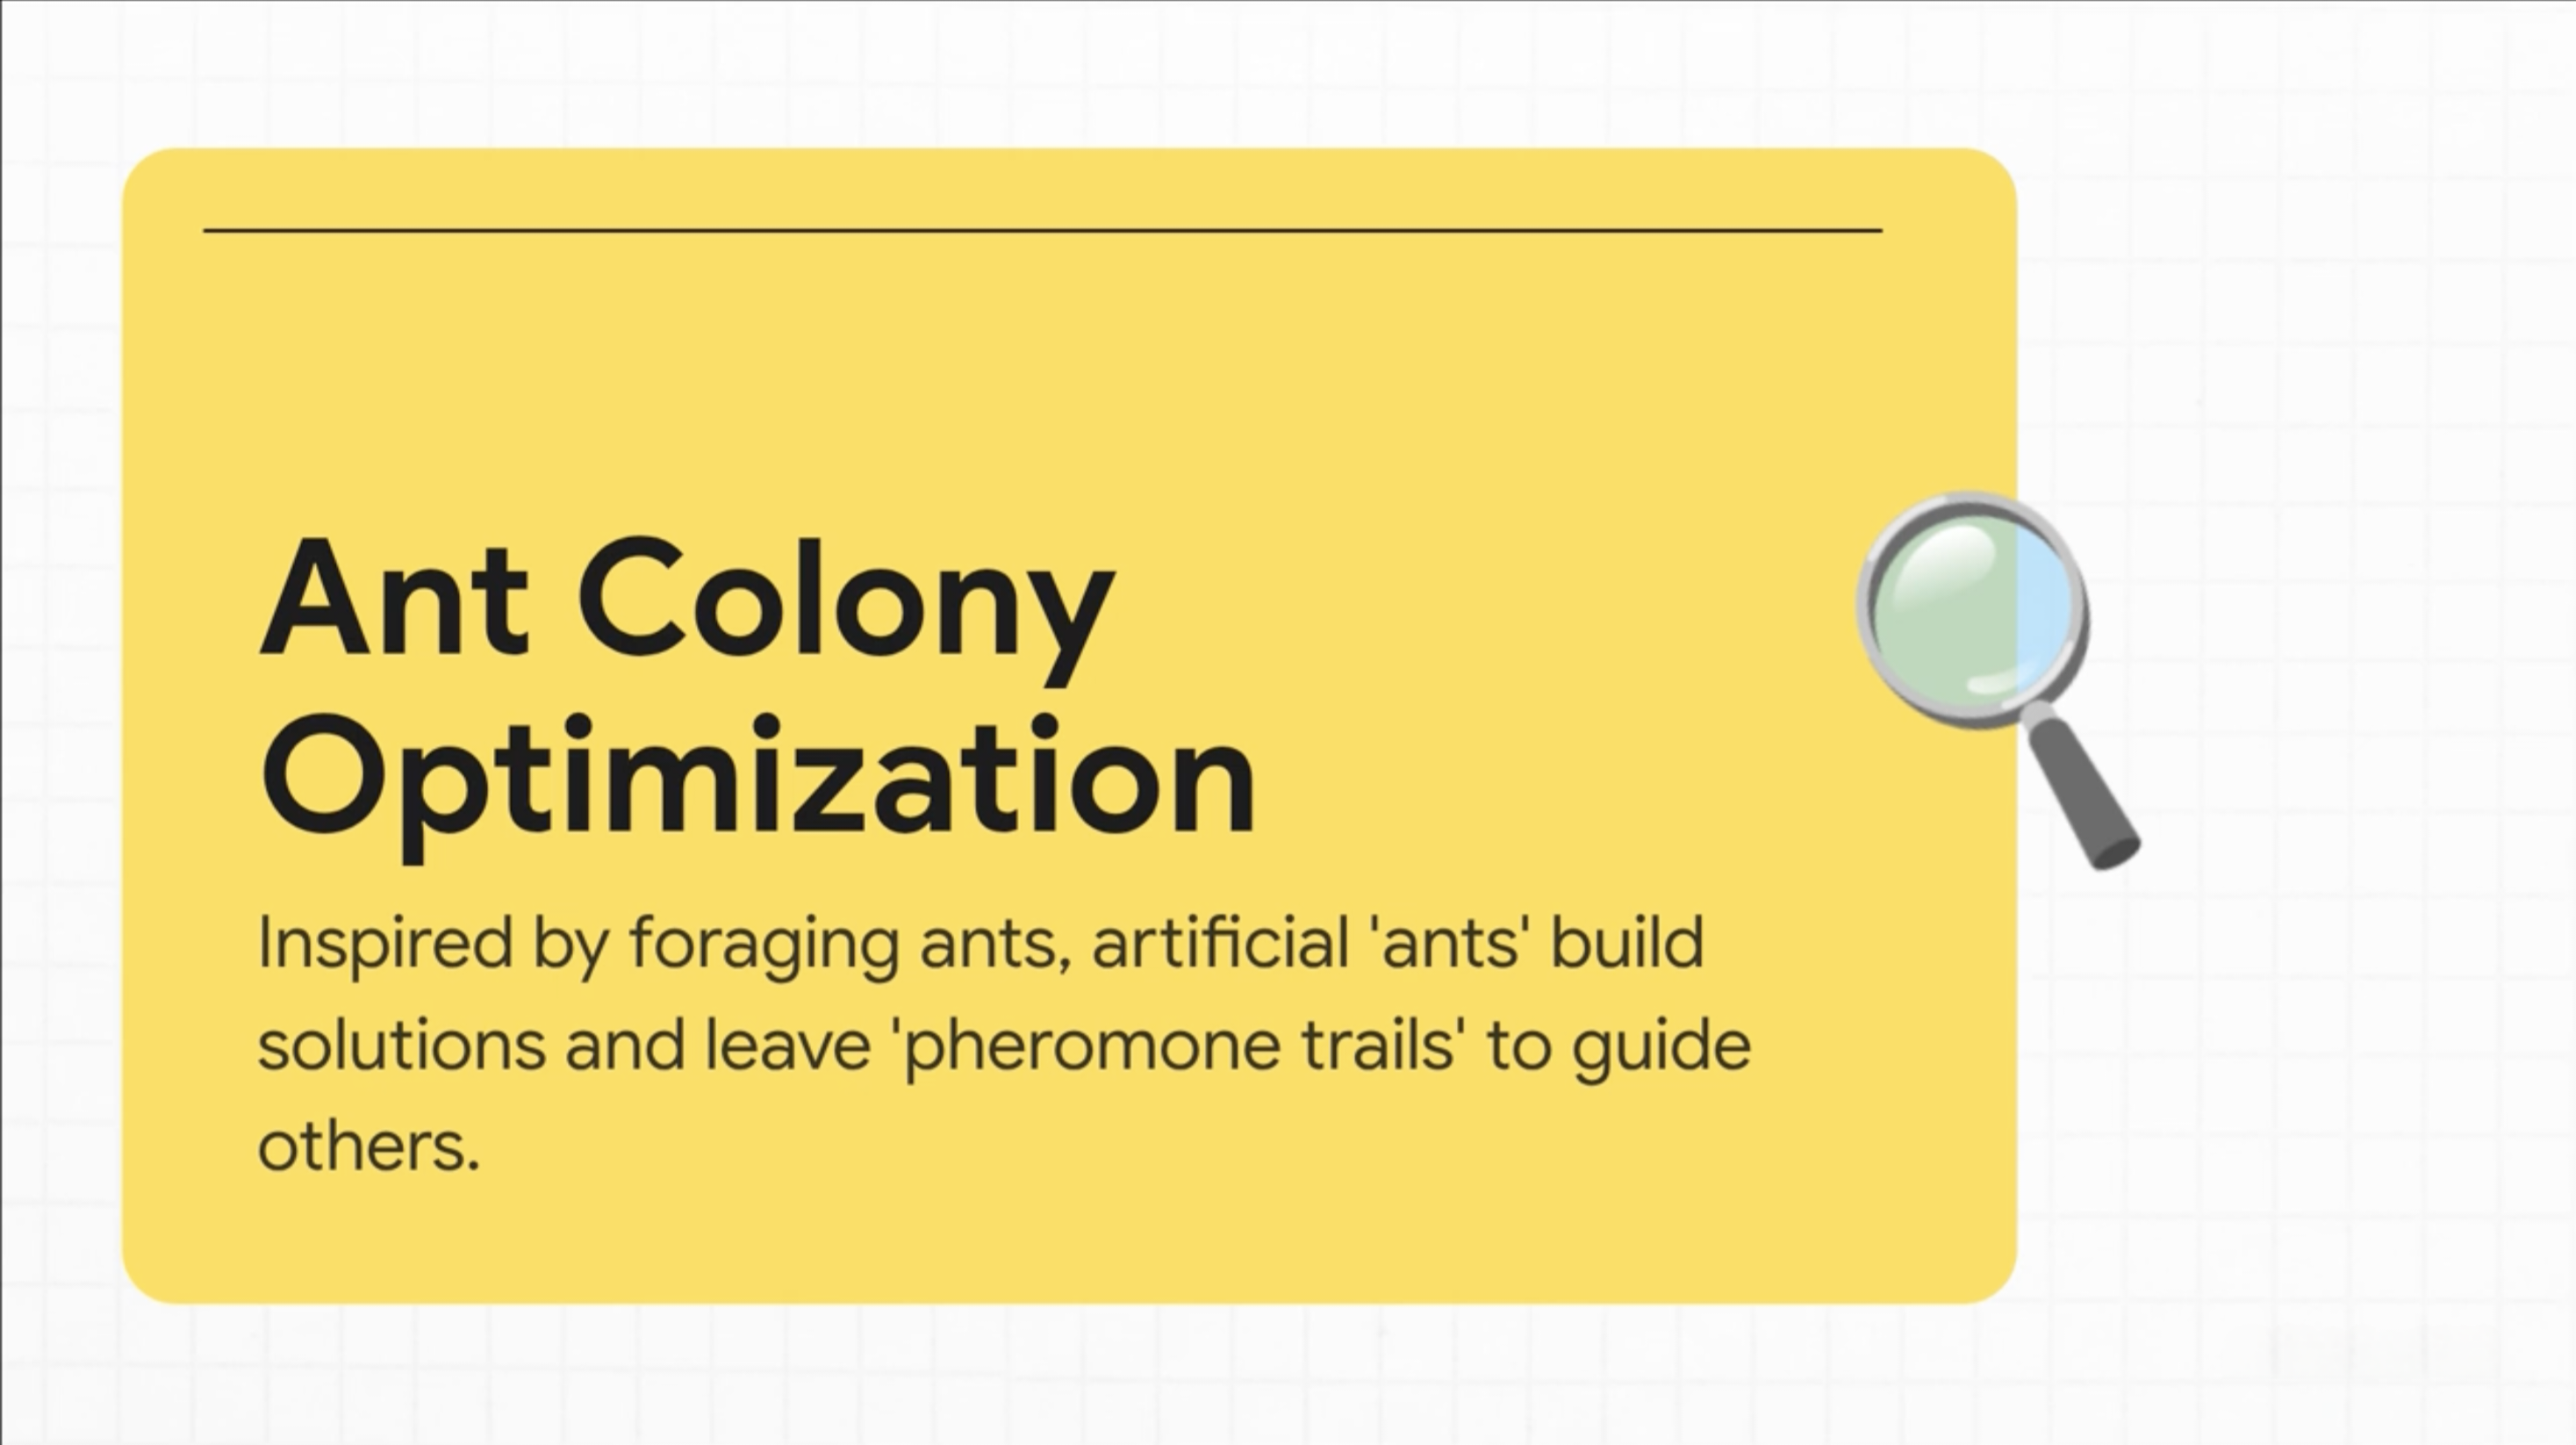 Ant Colony
Optimization
Inspired by foraging ants, artificial 'ants' build
solutions and leave 'pheromone trails' to guide
others.